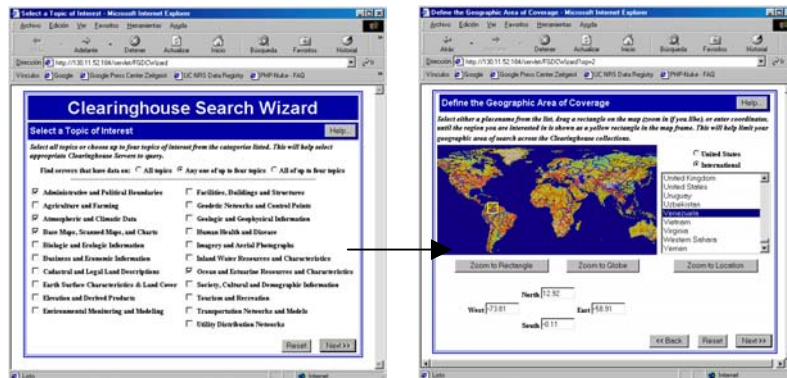 Select a Topic of Interest - Microsoft Internet Explorer
Archivo Edición Ver Favoritos Herramientas Ayuda
Atrás Adelante Detener Actualizar Inicio Búsqueda Favoritos Historial
Dirección http://130.11.52.184/servlet/FGDCWizard
Vínculos Google Google Press Center Zeitgeist UC NRS Data Registry PHP-Nuke - FAQ
Clearinghouse Search Wizard
Select a Topic of Interest Help...
Select all topics or choose up to four topics of interest from the categories listed. This will help select
appropriate Clearinghouse Servers to query.
Find servers that have data on: All topics Any one of up to four topics All of up to four topics
Administrative and Political Boundaries
Agriculture and Farming
Atmospheric and Climatic Data
Base Maps, Scanned Maps, and Charts
Biologic and Ecologic Information
Business and Economic Information
Cadastral and Legal Land Descriptions
Earth Surface Characteristics & Land Cover
Elevation and Derived Products
Environmental Monitoring and Modeling
Facilities, Buildings and Structures
Geodetic Networks and Control Points
Geologic and Geophysical Information
Human Health and Disease
Imagery and Aerial Photographs
Inland Water Resources and Characteristics
Ocean and Estuarine Resources and Characteristics
Society, Cultural and Demographic Information
Tourism and Recreation
Transportation Networks and Models
Utility Distribution Networks
Reset Next >>
Listo Internet
Define the Geographic Area of Coverage - Microsoft Internet Explorer
Archivo Edición Ver Favoritos Herramientas Ayuda
Atrás Detener Actualizar Inicio Búsqueda Favoritos Historial
Dirección
Vínculos Google Google Press Center Zeitgeist UC NRS Data Registry PHP-Nuke - FAQ
Define the Geographic Area of Coverage Help...
Select either a placename from the list, drag a rectangle on the map (zoom in if you like), or enter coordinates,
until the region you are interested in is shown as a yellow rectangle in the map frame. This will help limit your
geographic area of search across the Clearinghouse collections.
United States
International
United Kingdom
United States
Uruguay
Uzbekistan
Venezuela
Vietnam
Virginia
Western Sahara
Yemen
Zoom to Rectangle Zoom to Globe Zoom to Location
North 12.92
West -73.81 East -58.91
South -0.11
<< Back Reset Next >>
Internet